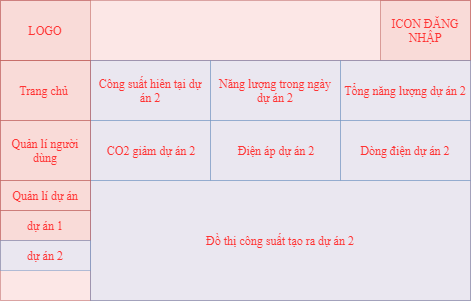 LOGO
ICON ĐĂNG
NHẬP
Trang chủ
Công suất hiên tại dự
án 2
Năng lượng trong ngày
dự án 2
Tổng năng lượng dự án 2
Quản lí người
dùng
CO2 giảm dự án 2
Điện áp dự án 2
Dòng điện dự án 2
Quản lí dự án
dự án 1
dự án 2
Đồ thị công suất tạo ra dự án 2